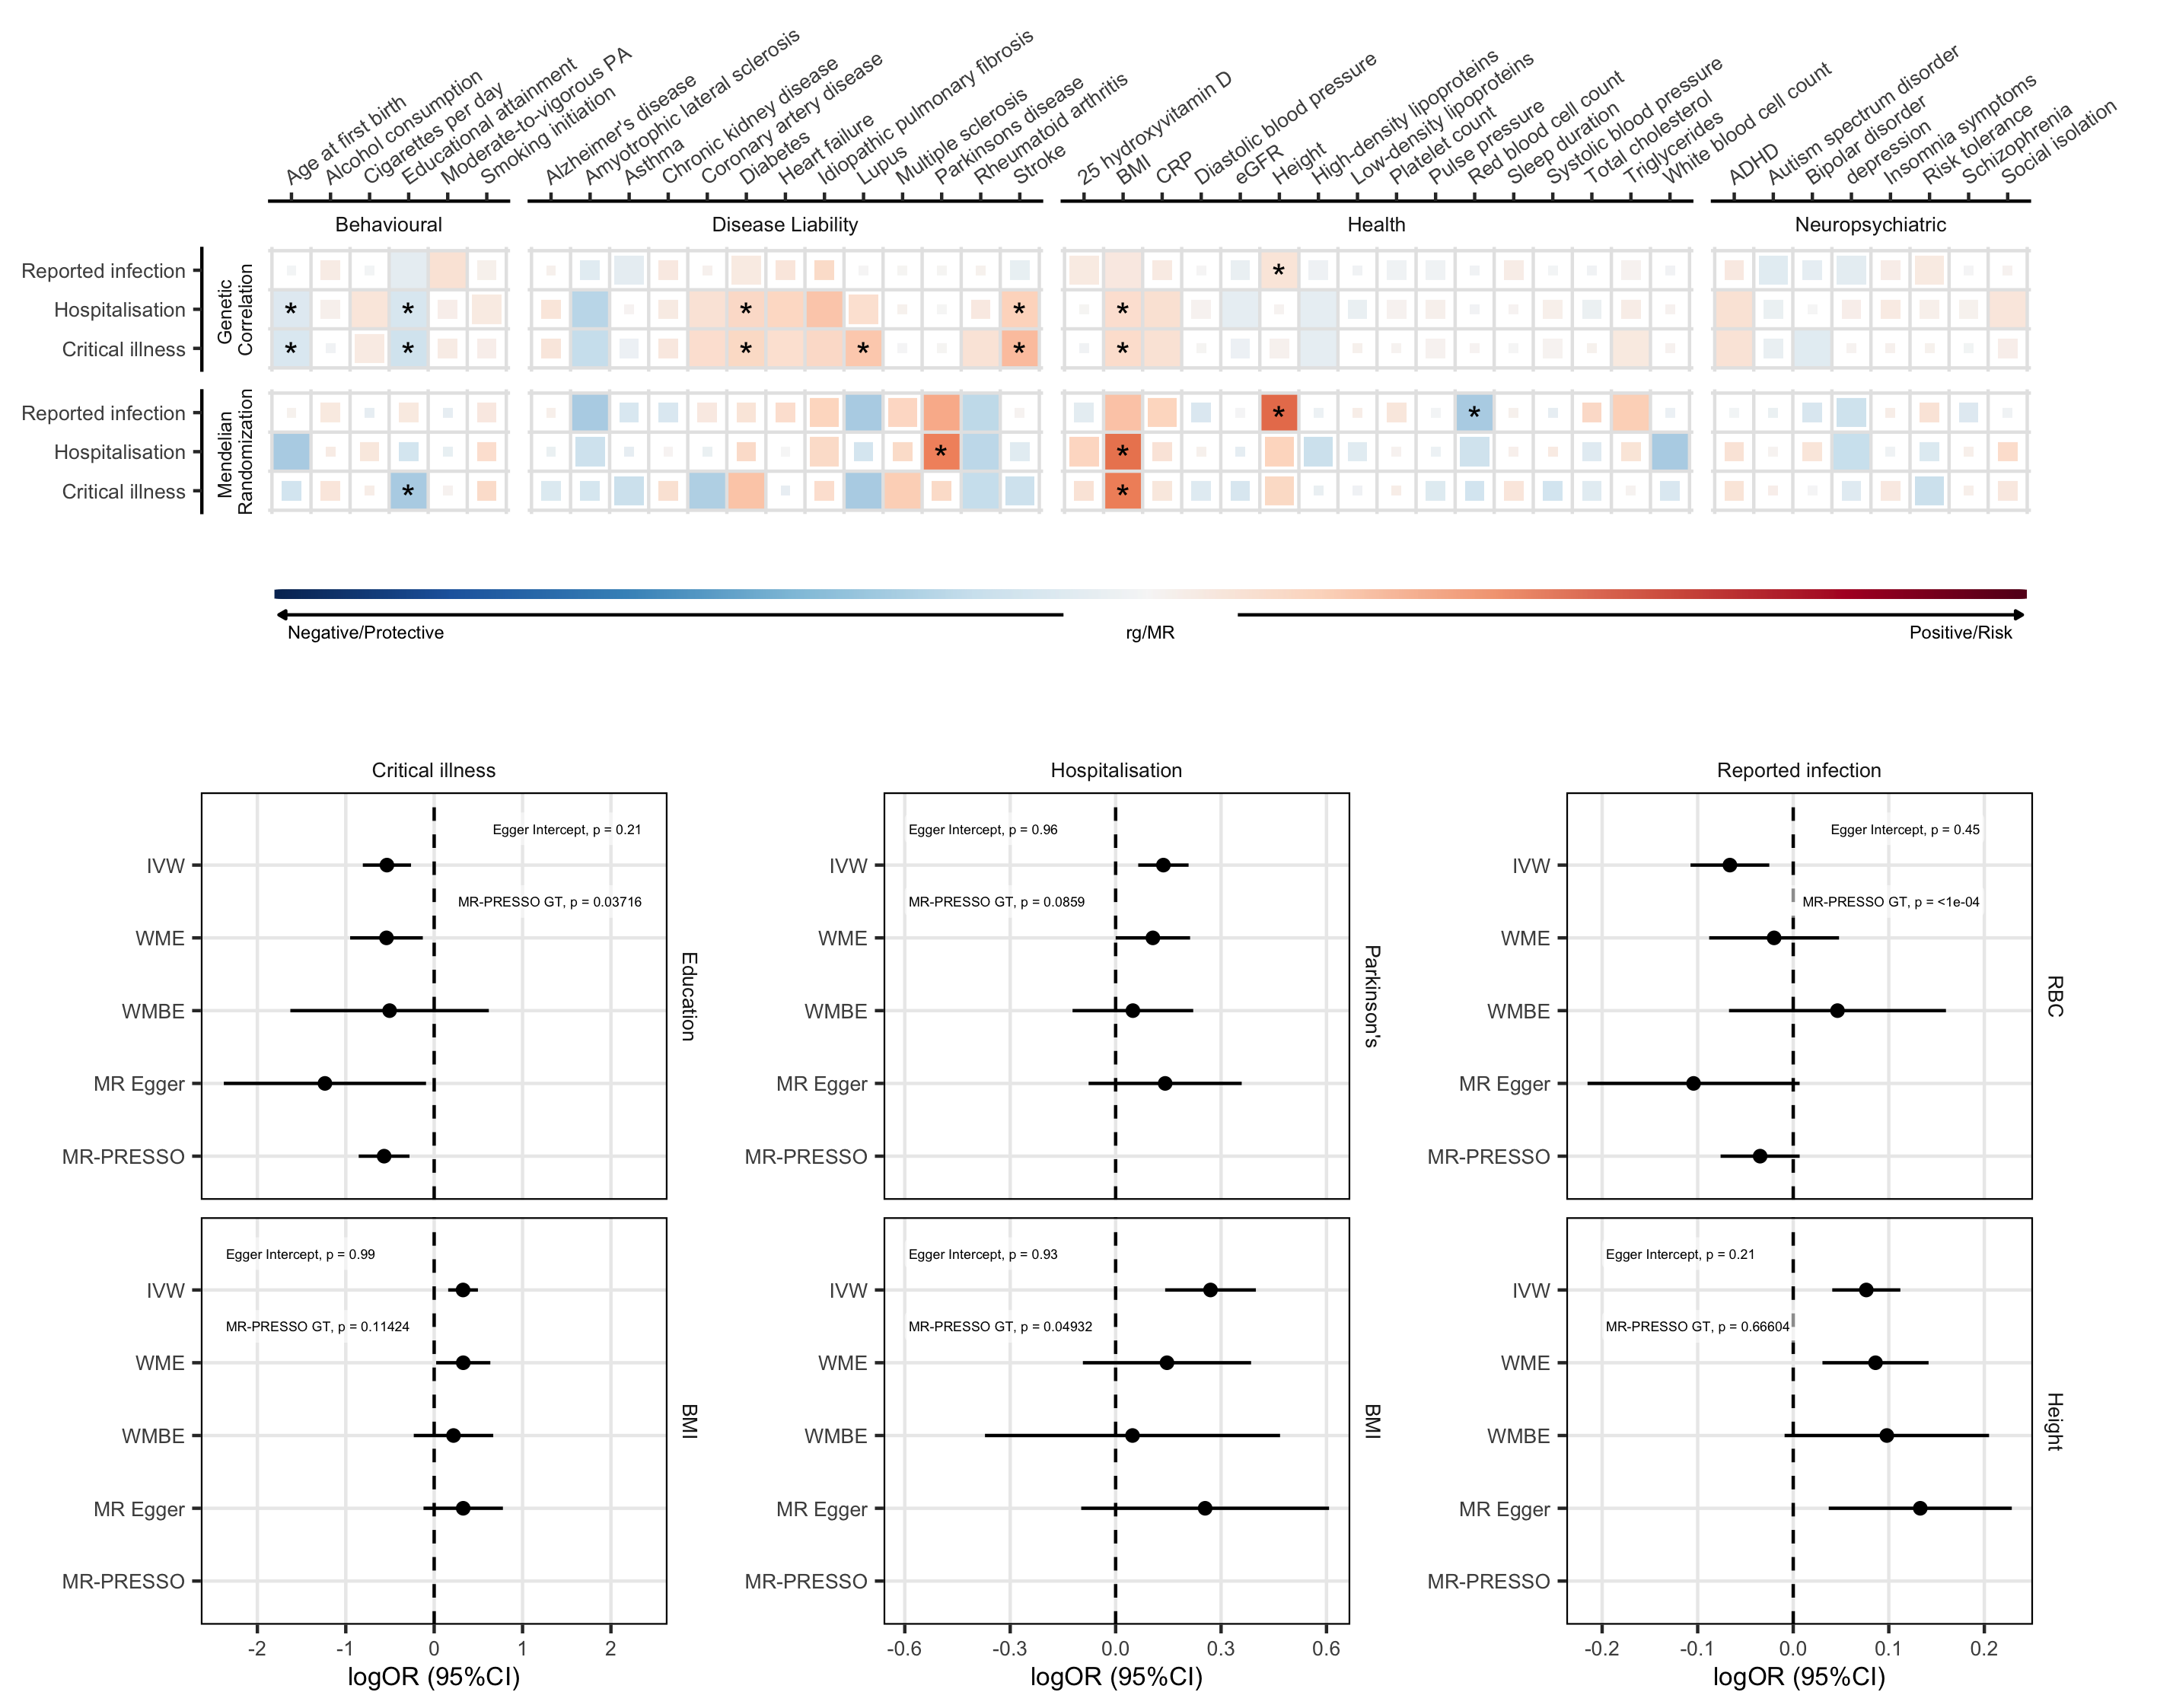 Age at first birth
Alcohol consumption
Cigarettes per day
Educational attainment
Moderate-to-vigorous PA
Smoking initiation
Alzheimer's disease
Amyotrophic lateral sclerosis
Asthma
Chronic kidney disease
Coronary artery disease
Diabetes
Heart failure
Idiopathic pulmonary fibrosis
Lupus
Multiple sclerosis
Parkinsons disease
Rheumatoid arthritis
Stroke
25 hydroxyvitamin D
BMI
CRP
Diastolic blood pressure
eGFR
Height
High-density lipoproteins
Low-density lipoproteins
Platelet count
Pulse pressure
Red blood cell count
Sleep duration
Systolic blood pressure
Total cholesterol
Triglycerides
White blood cell count
ADHD
Autism spectrum disorder
Bipolar disorder
depression
Insomnia symptoms
Risk tolerance
Schizophrenia
Social isolation
Behavioural
Disease Liability
Health
Neuropsychiatric
Genetic
Correlation
Reported infection
*
Hospitalisation
* * * * *
Critical illness
* * * * * *
Mendelian
Randomization
Reported infection
* *
Hospitalisation
* *
Critical illness
* *
Negative/Protective
rg/MR
Positive/Risk
Critical illness
Egger Intercept, p = 0.21
IVW
MR-PRESSO GT, p = 0.03716
WME
WMBE
MR Egger
MR-PRESSO
Education
Hospitalisation
Egger Intercept, p = 0.96
IVW
MR-PRESSO GT, p = 0.0859
WME
WMBE
MR Egger
MR-PRESSO
Parkinson's
Reported infection
Egger Intercept, p = 0.45
IVW
MR-PRESSO GT, p = <1e-04
WME
WMBE
MR Egger
MR-PRESSO
RBC
Egger Intercept, p = 0.99
IVW
MR-PRESSO GT, p = 0.11424
WME
WMBE
MR Egger
MR-PRESSO
BMI
-2 -1 0 1 2
logOR (95%CI)
Egger Intercept, p = 0.93
IVW
MR-PRESSO GT, p = 0.04932
WME
WMBE
MR Egger
MR-PRESSO
BMI
-0.6 -0.3 0.0 0.3 0.6
logOR (95%CI)
Egger Intercept, p = 0.21
IVW
MR-PRESSO GT, p = 0.66604
WME
WMBE
MR Egger
MR-PRESSO
Height
-0.2 -0.1 0.0 0.1 0.2
logOR (95%CI)